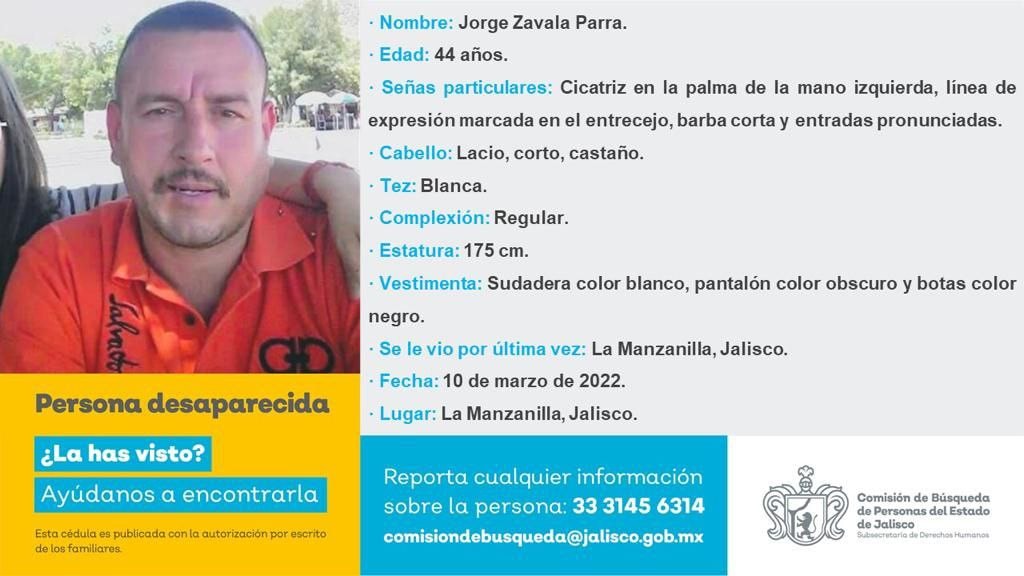 · Nombre: Jorge Zavala Parra.
· Edad: 44 años.
· Señas particulares: Cicatriz en la palma de la mano izquierda, línea de
expresión marcada en el entrecejo, barba corta y entradas pronunciadas.
· Cabello: Lacio, corto, castaño.
· Tez: Blanca.
· Complexión: Regular.
· Estatura: 175 cm.
· Vestimenta: Sudadera color blanco, pantalón color obscuro y botas color
negro.
· Se le vio por última vez: La Manzanilla, Jalisco.
· Fecha: 10 de marzo de 2022.
· Lugar: La Manzanilla, Jalisco.
Salvador
Persona desaparecida
¿La has visto?
Ayúdanos a encontrarla
Esta cédula es publicada con la autorización por escrito
de los familiares.
Reporta cualquier información
sobre la persona: 33 3145 6314
comisiondebusqueda@jalisco.gob.mx
Comisión de Búsqueda
de Personas del Estado
de Jalisco
Subsecretaría de Derechos Humanos